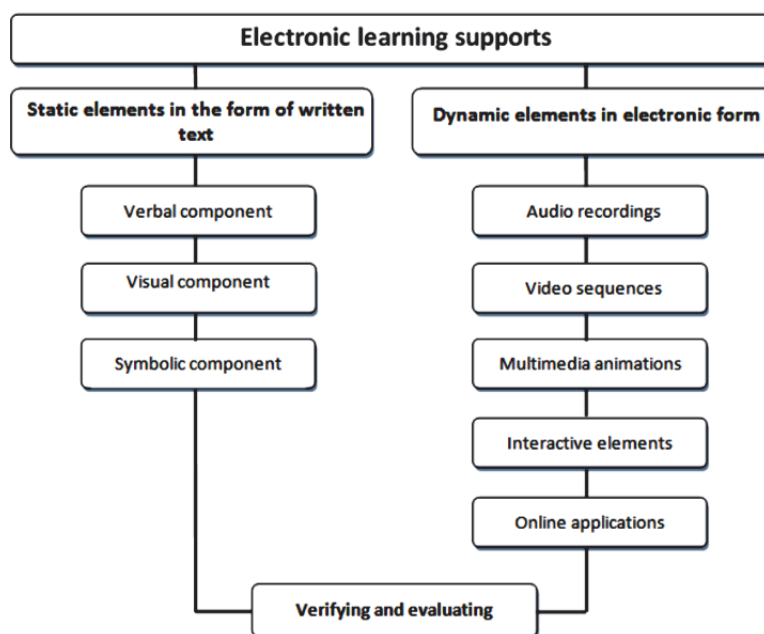 Electronic learning supports
Static elements in the form of written
text
Verbal component
Visual component
Symbolic component
Dynamic elements in electronic form
Audio recordings
Video sequences
Multimedia animations
Interactive elements
Online applications
Verifying and evaluating